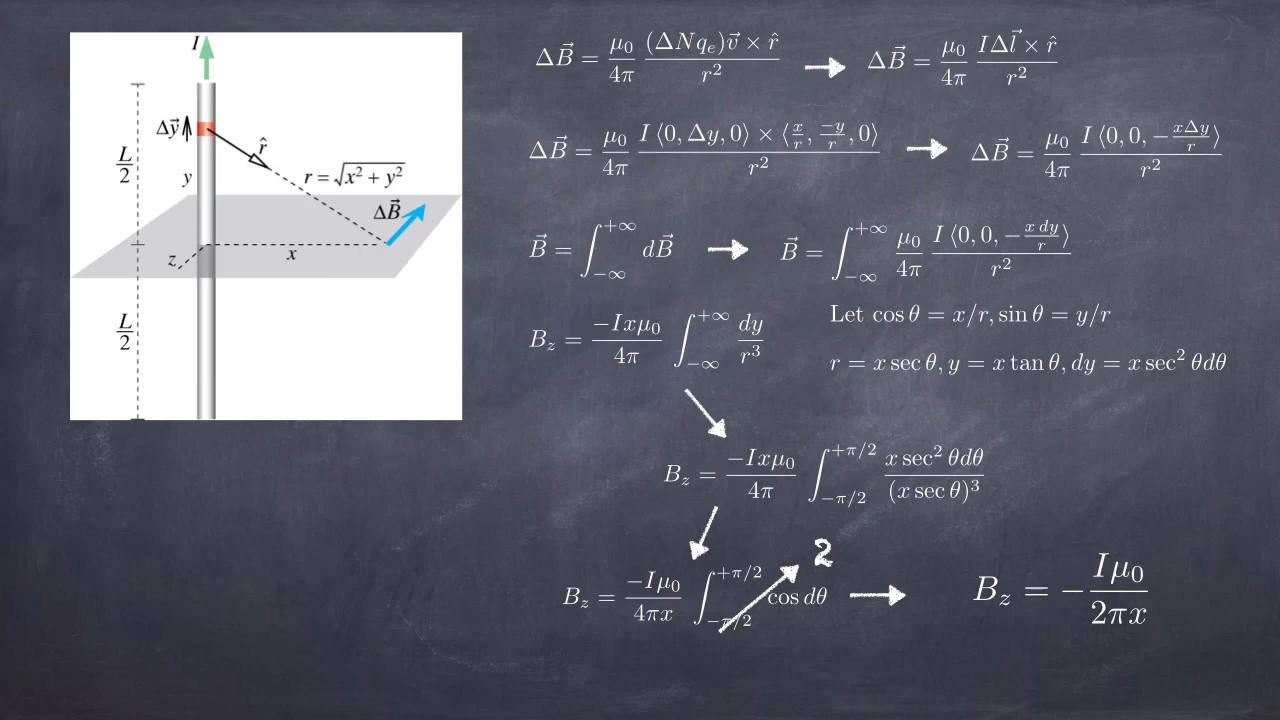 I
Δy⃗
r̂
L/2
y
r = √(x² + y²)
ΔB⃗
z
x
L/2
ΔB⃗ = μ₀/4π (ΔNqₑ)v⃗ × r̂ / r² → ΔB⃗ = μ₀/4π IΔl⃗ × r̂ / r²
ΔB⃗ = μ₀/4π I⟨0, Δy, 0⟩ × ⟨x/r, −y/r, 0⟩ / r² → ΔB⃗ = μ₀/4π I⟨0, 0, −xΔy/r⟩ / r²
B⃗ = ∫_{−∞}^{+∞} dB⃗ → B⃗ = ∫_{−∞}^{+∞} μ₀/4π I⟨0, 0, −x dy/r⟩ / r²
B_z = −Ixμ₀/4π ∫_{−∞}^{+∞} dy/r³
Let cos θ = x/r, sin θ = y/r
r = x sec θ, y = x tan θ, dy = x sec² θdθ
B_z = −Ixμ₀/4π ∫_{−π/2}^{+π/2} x sec² θdθ / (x sec θ)³
B_z = −Iμ₀/4πx ∫_{−π/2}^{+π/2} cos dθ 2 → B_z = −Iμ₀/2πx